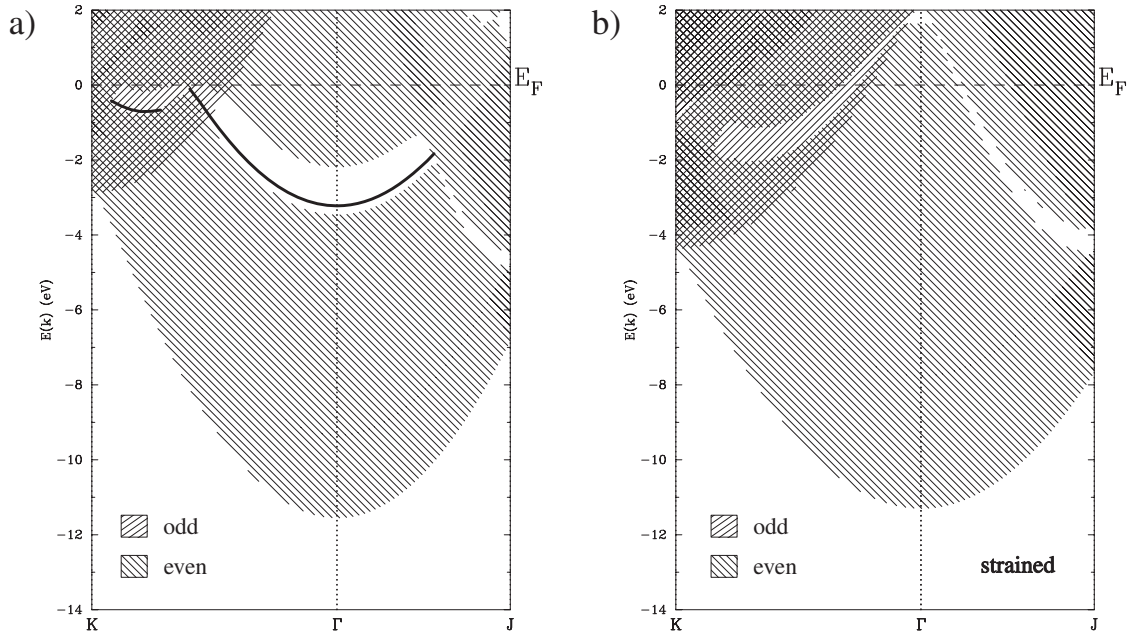 a)
2
0
−2
−4
−6
−8
−10
−12
−14
E(k) (eV)
E_F
odd
even
K
Γ
J
b)
2
0
−2
−4
−6
−8
−10
−12
−14
E(k) (eV)
E_F
odd
even
strained
K
Γ
J